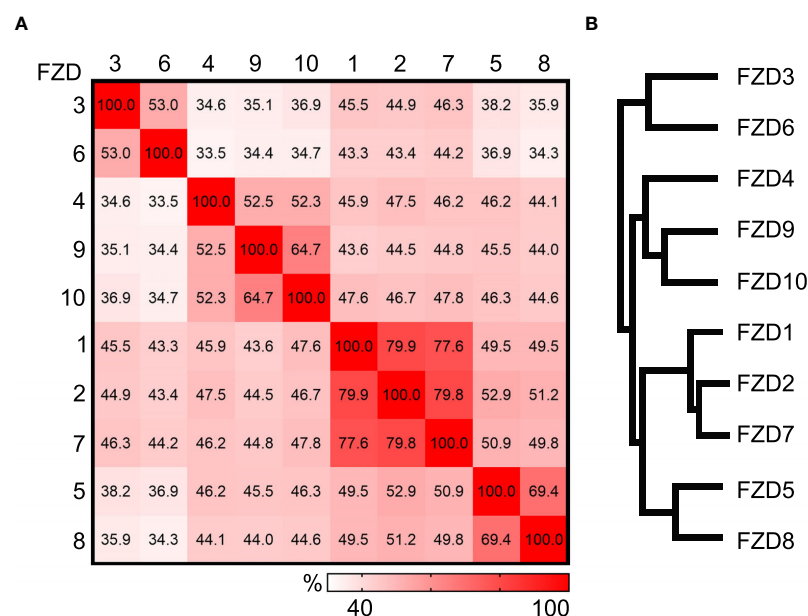 A
B
FZD 3 6 4 9 10 1 2 7 5 8
3 100.0 53.0 34.6 35.1 36.9 45.5 44.9 46.3 38.2 35.9
6 53.0 100.0 33.5 34.4 34.7 43.3 43.4 44.2 36.9 34.3
4 34.6 33.5 100.0 52.5 52.3 45.9 47.5 46.2 46.2 44.1
9 35.1 34.4 52.5 100.0 64.7 43.6 44.5 44.8 45.5 44.0
10 36.9 34.7 52.3 64.7 100.0 47.6 46.7 47.8 46.3 44.6
1 45.5 43.3 45.9 43.6 47.6 100.0 79.9 77.6 49.5 49.5
2 44.9 43.4 47.5 44.5 46.7 79.9 100.0 79.8 52.9 51.2
7 46.3 44.2 46.2 44.8 47.8 77.6 79.8 100.0 50.9 49.8
5 38.2 36.9 46.2 45.5 46.3 49.5 52.9 50.9 100.0 69.4
8 35.9 34.3 44.1 44.0 44.6 49.5 51.2 49.8 69.4 100.0
%
40 100
FZD3
FZD6
FZD4
FZD9
FZD10
FZD1
FZD2
FZD7
FZD5
FZD8